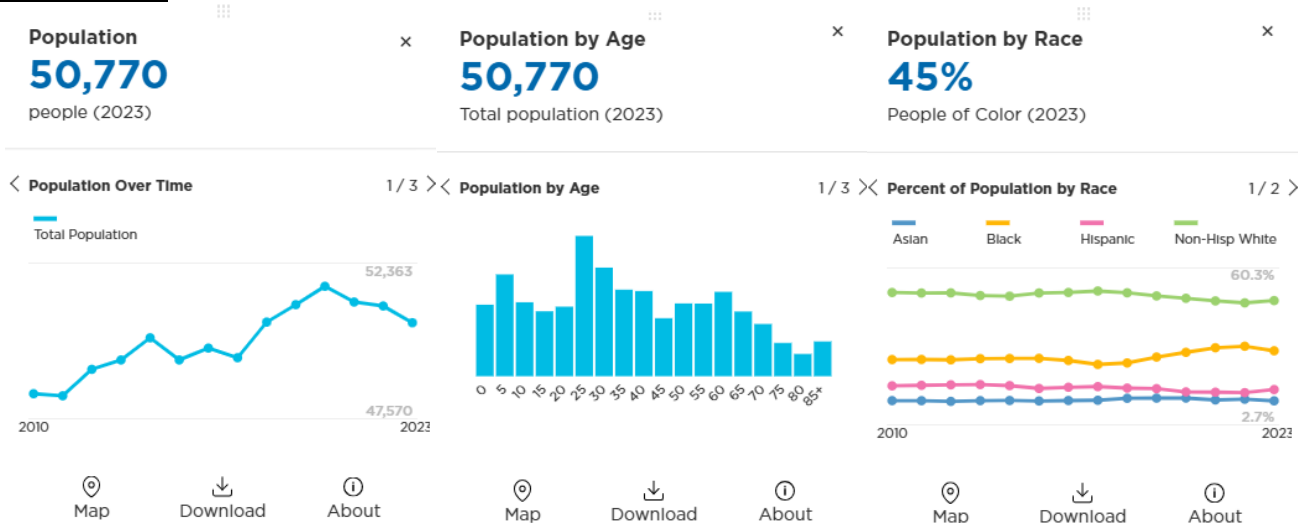 Population
50,770
people (2023)
Population Over Time
1 / 3
Total Population
52,363
47,570
2010
2023
Map
Download
About
Population by Age
50,770
Total population (2023)
Population by Age
1 / 3
0
5
10
15
20
25
30
35
40
45
50
55
60
65
70
75
80
85+
Map
Download
About
Population by Race
45%
People of Color (2023)
Percent of Population by Race
1 / 2
Asian
Black
Hispanic
Non-Hisp White
60.3%
2.7%
2010
2023
Map
Download
About